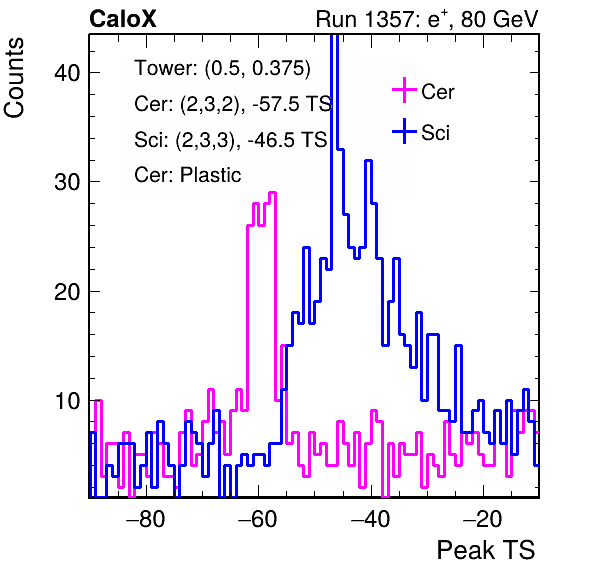 CaloX Run 1357: e⁺, 80 GeV
Counts
Tower: (0.5, 0.375)
Cer: (2,3,2), -57.5 TS
Sci: (2,3,3), -46.5 TS
Cer: Plastic
Cer
Sci
40
30
20
10
−80 −60 −40 −20
Peak TS